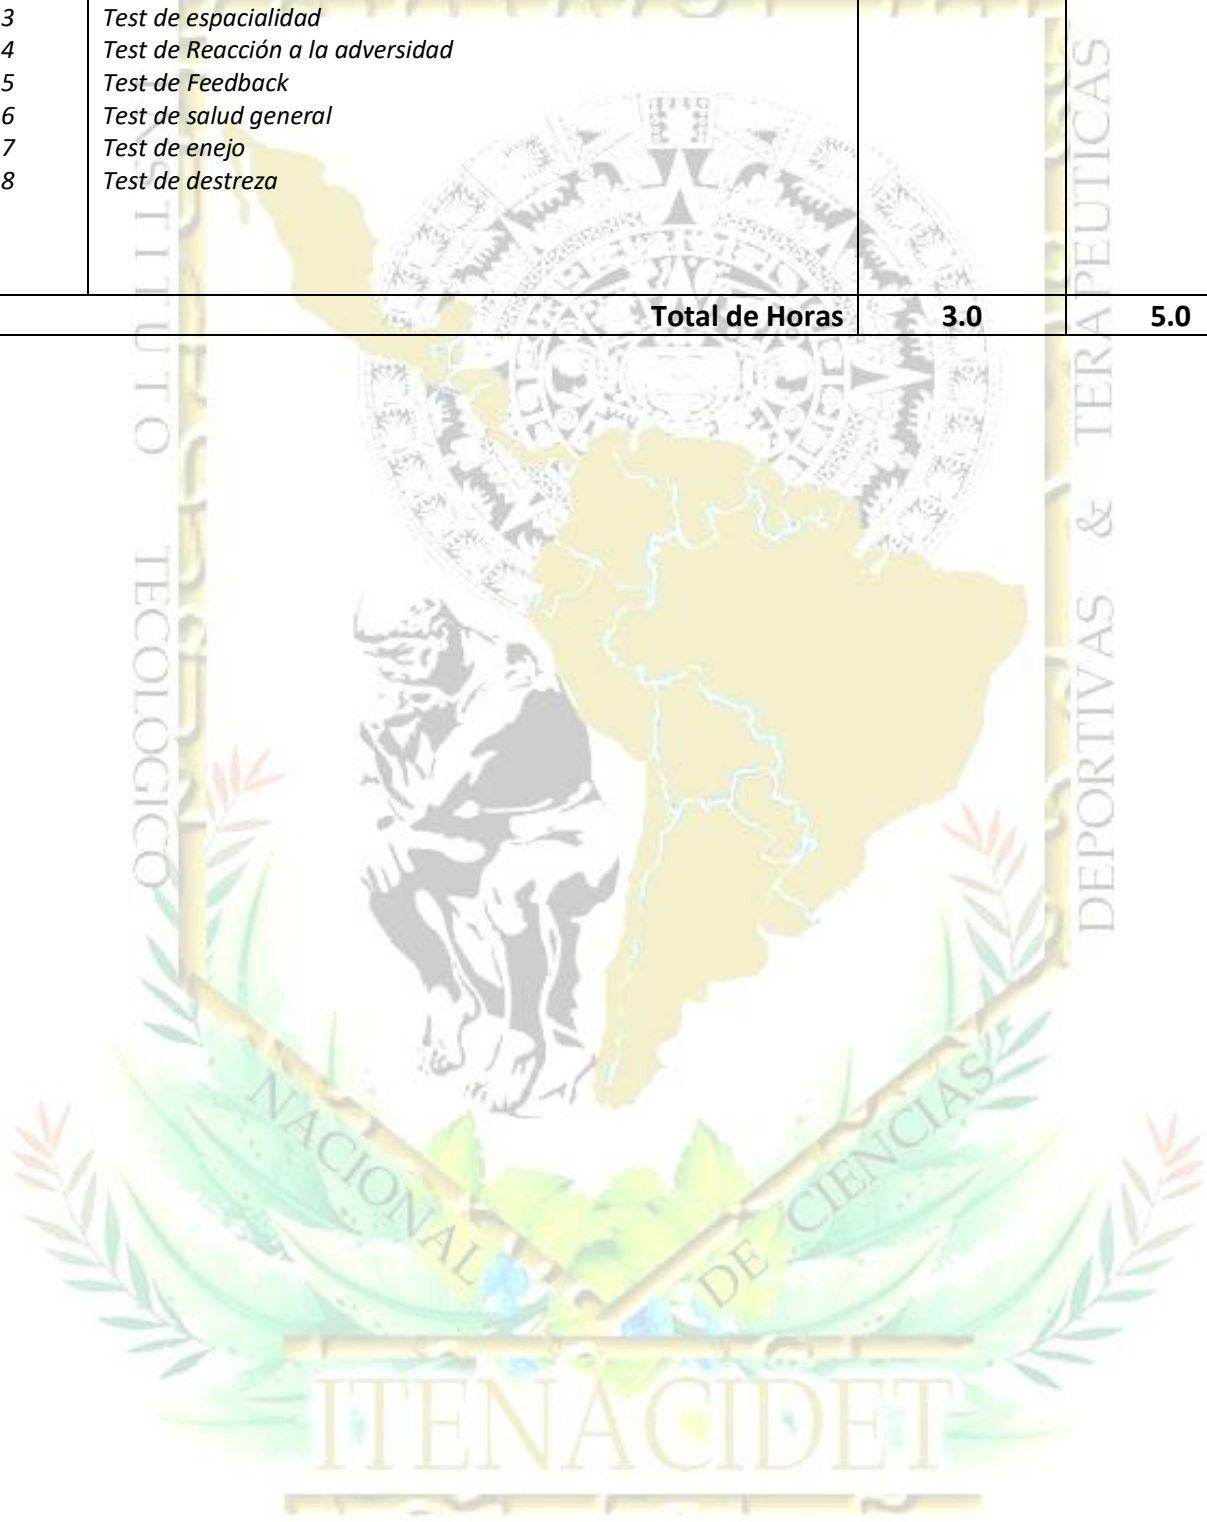 3 Test de espacialidad
4 Test de Reacción a la adversidad
5 Test de Feedback
6 Test de salud general
7 Test de enejo
8 Test de destreza
Total de Horas 3.0 5.0
INSTITUTO TECOLOGICO
NACIONAL DE CIENCIAS
DEPORTIVAS & TERAPEUTICAS
ITENACIDET